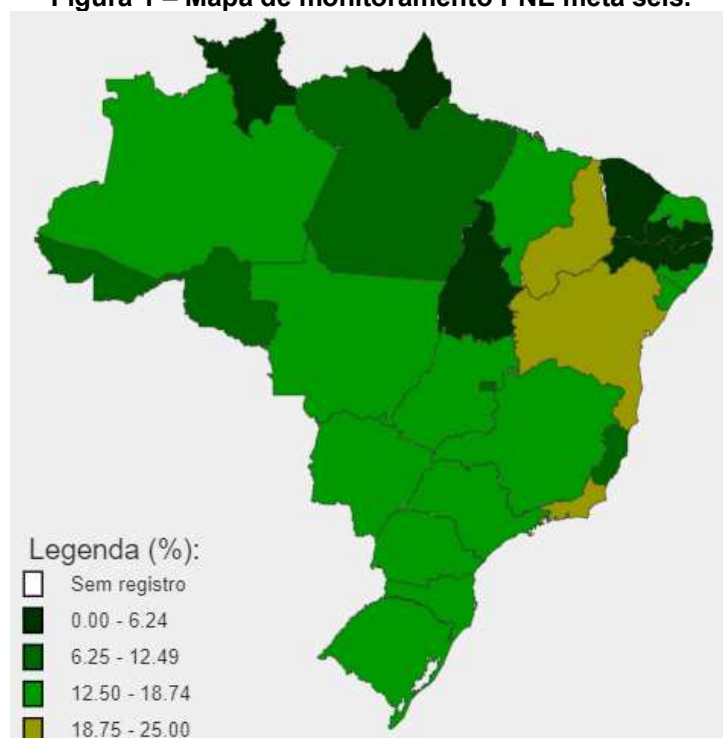 Figura 1 – Mapa de monitoramento PNE meta seis.
Legenda (%):
Sem registro
0.00 - 6.24
6.25 - 12.49
12.50 - 18.74
18.75 - 25.00